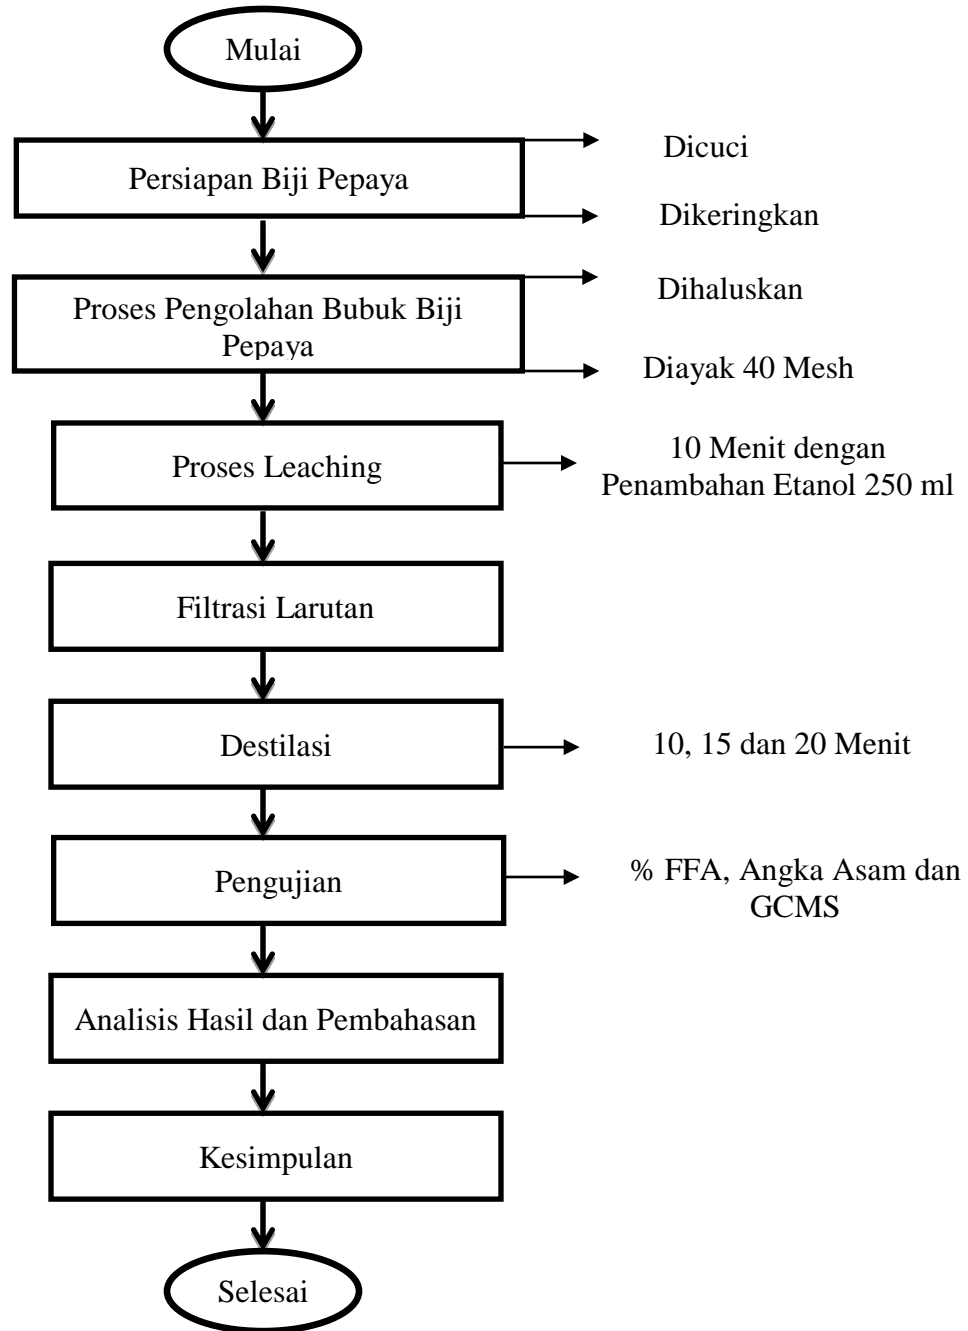 Mulai
Persiapan Biji Pepaya
Dicuci
Dikeringkan
Proses Pengolahan Bubuk Biji
Pepaya
Dihaluskan
Diayak 40 Mesh
Proses Leaching
10 Menit dengan
Penambahan Etanol 250 ml
Filtrasi Larutan
Destilasi
10, 15 dan 20 Menit
Pengujian
% FFA, Angka Asam dan
GCMS
Analisis Hasil dan Pembahasan
Kesimpulan
Selesai